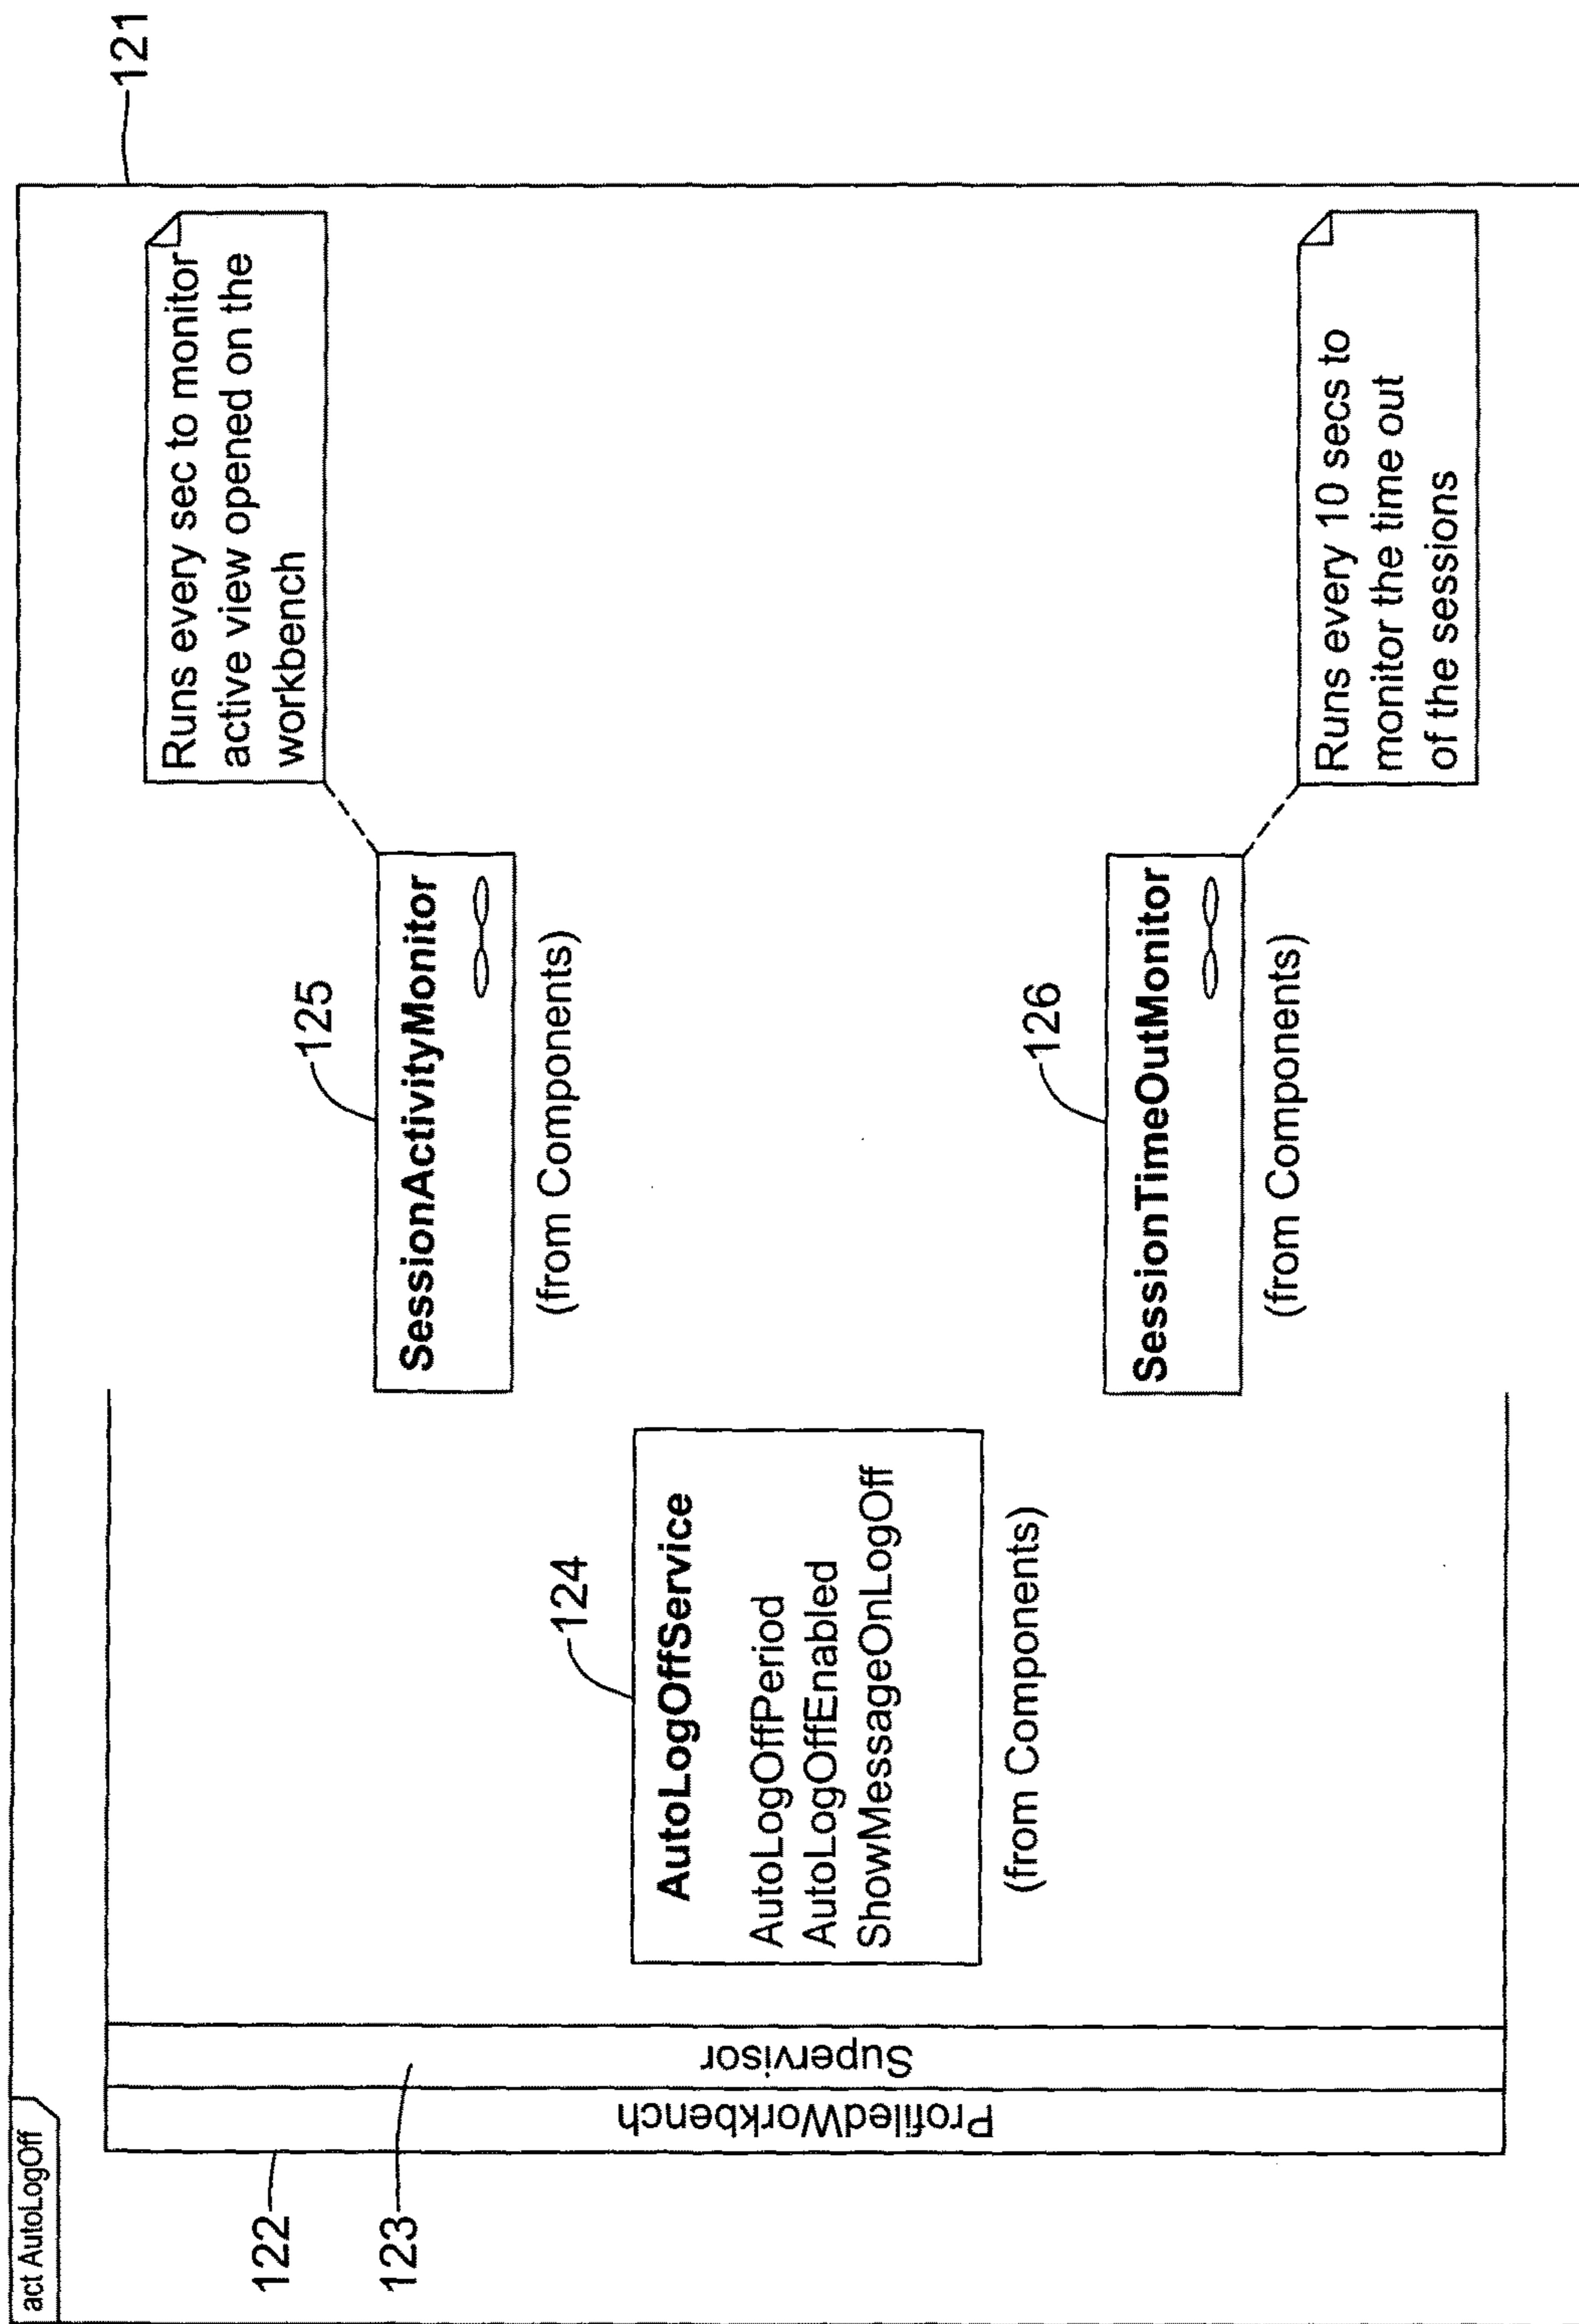 act AutoLogOff
121
122
ProfiledWorkbench
123
Supervisor
124
AutoLogOffService
AutoLogOffPeriod
AutoLogOffEnabled
ShowMessageOnLogOff
(from Components)
125
SessionActivityMonitor
(from Components)
Runs every sec to monitor
active view opened on the
workbench
126
SessionTimeOutMonitor
(from Components)
Runs every 10 secs to
monitor the time out
of the sessions